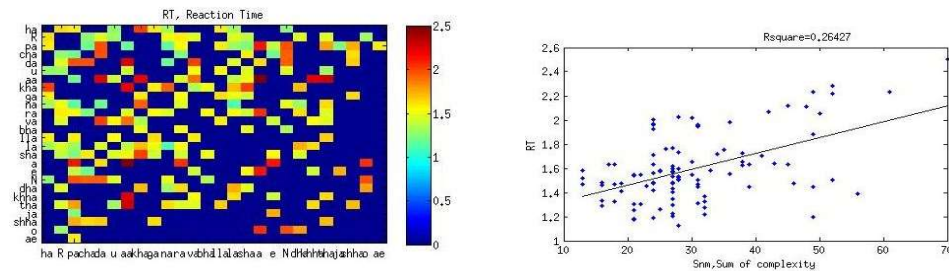 RT, Reaction Time
ha
R
pa
cha
da
u
aa
kha
ga
na
ra
va
bha
lla
la
sha
a
e
N
dha
khha
tha
ja
shha
o
ae
ha R pa
2.5
2
1.5
1
0.5
0
Rsquare=0.26427
2.6
2.4
2.2
2
1.8
1.6
1.4
1.2
1
RT
10 20 30 40 50 60 70
Snm,Sum of complexity